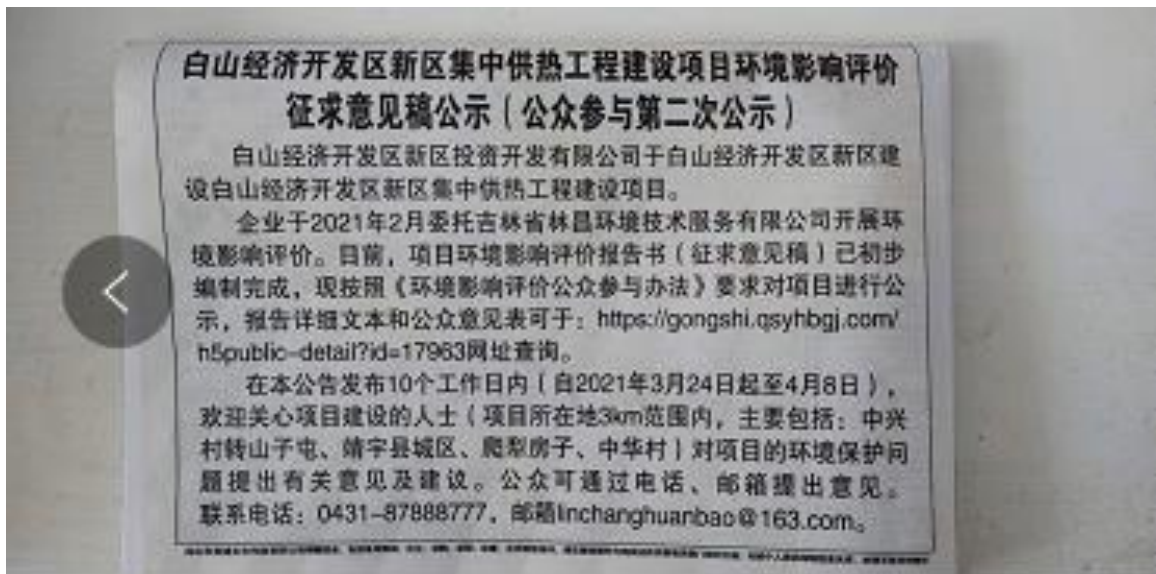 白山经济开发区新区集中供热工程建设项目环境影响评价
征求意见稿公示（公众参与第二次公示）
白山经济开发区新区投资开发有限公司于白山经济开发区新区建
设白山经济开发区新区集中供热工程建设项目。
企业于2021年2月委托吉林省林昌环境技术服务有限公司开展环
境影响评价。目前，项目环境影响评价报告书（征求意见稿）已初步
编制完成，现按照《环境影响评价公众参与办法》要求对项目进行公
示，报告详细文本和公众意见表可于：https://gongshi.qsyhbgj.com/
h5public-detail?id=17963网址查询。
在本公告发布10个工作日内（自2021年3月24日起至4月8日），
欢迎关心项目建设的人士（项目所在地3km范围内，主要包括：中兴
村转山子屯、靖宇县城区、爬犁房子、中华村）对项目的环境保护问
题提出有关意见及建议。公众可通过电话、邮箱提出意见。
联系电话：0431-87888777，邮箱linchanghuanbao@163.com。